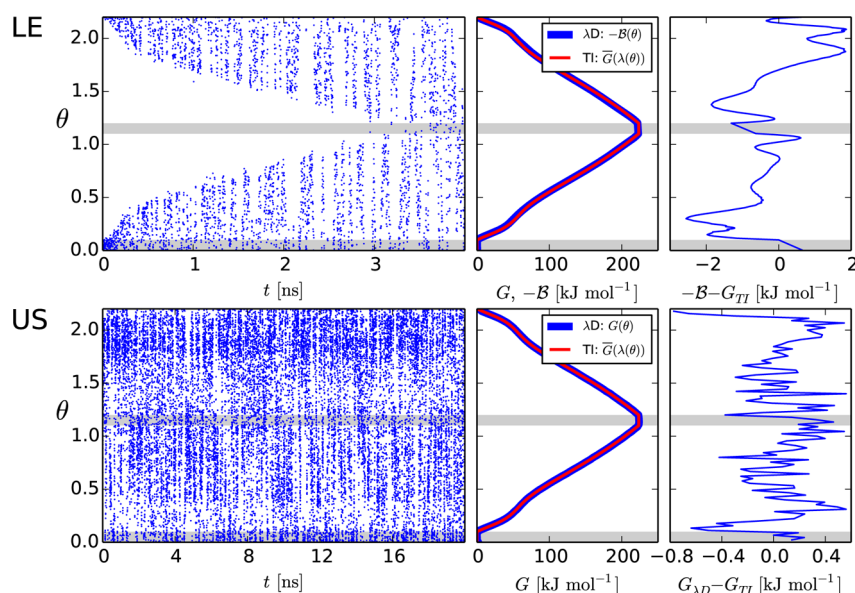 LE
2.0
1.5
θ
1.0
0.5
0.0
0 1 2 3
t [ns]
λD: −ℬ(θ)
TI: G̅(λ(θ))
0 100 200
G, −ℬ [kJ mol⁻¹]
−2 0 2
−ℬ−G_TI [kJ mol⁻¹]
US
2.0
1.5
θ
1.0
0.5
0.0
0 4 8 12 16
t [ns]
λD: G(θ)
TI: G̅(λ(θ))
0 100 200
G [kJ mol⁻¹]
−0.8 −0.4 0.0 0.4
G_λD−G_TI [kJ mol⁻¹]